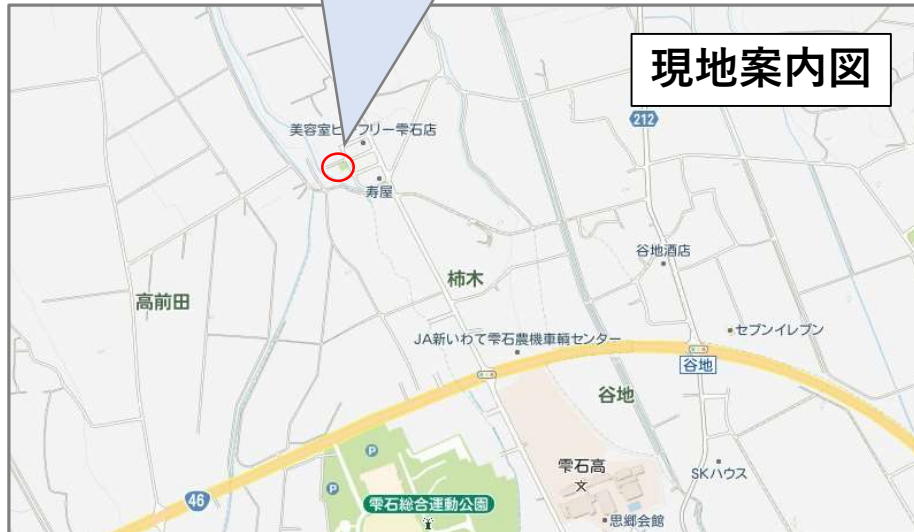 現地案内図
212
美容室ビーフリー雫石店
寿屋
谷地酒店
柿木
高前田
セブンイレブン
JA新いわて雫石農機車輌センター
谷地
谷地
雫石高
文
SKハウス
P
46
P
雫石総合運動公園
思郷会館